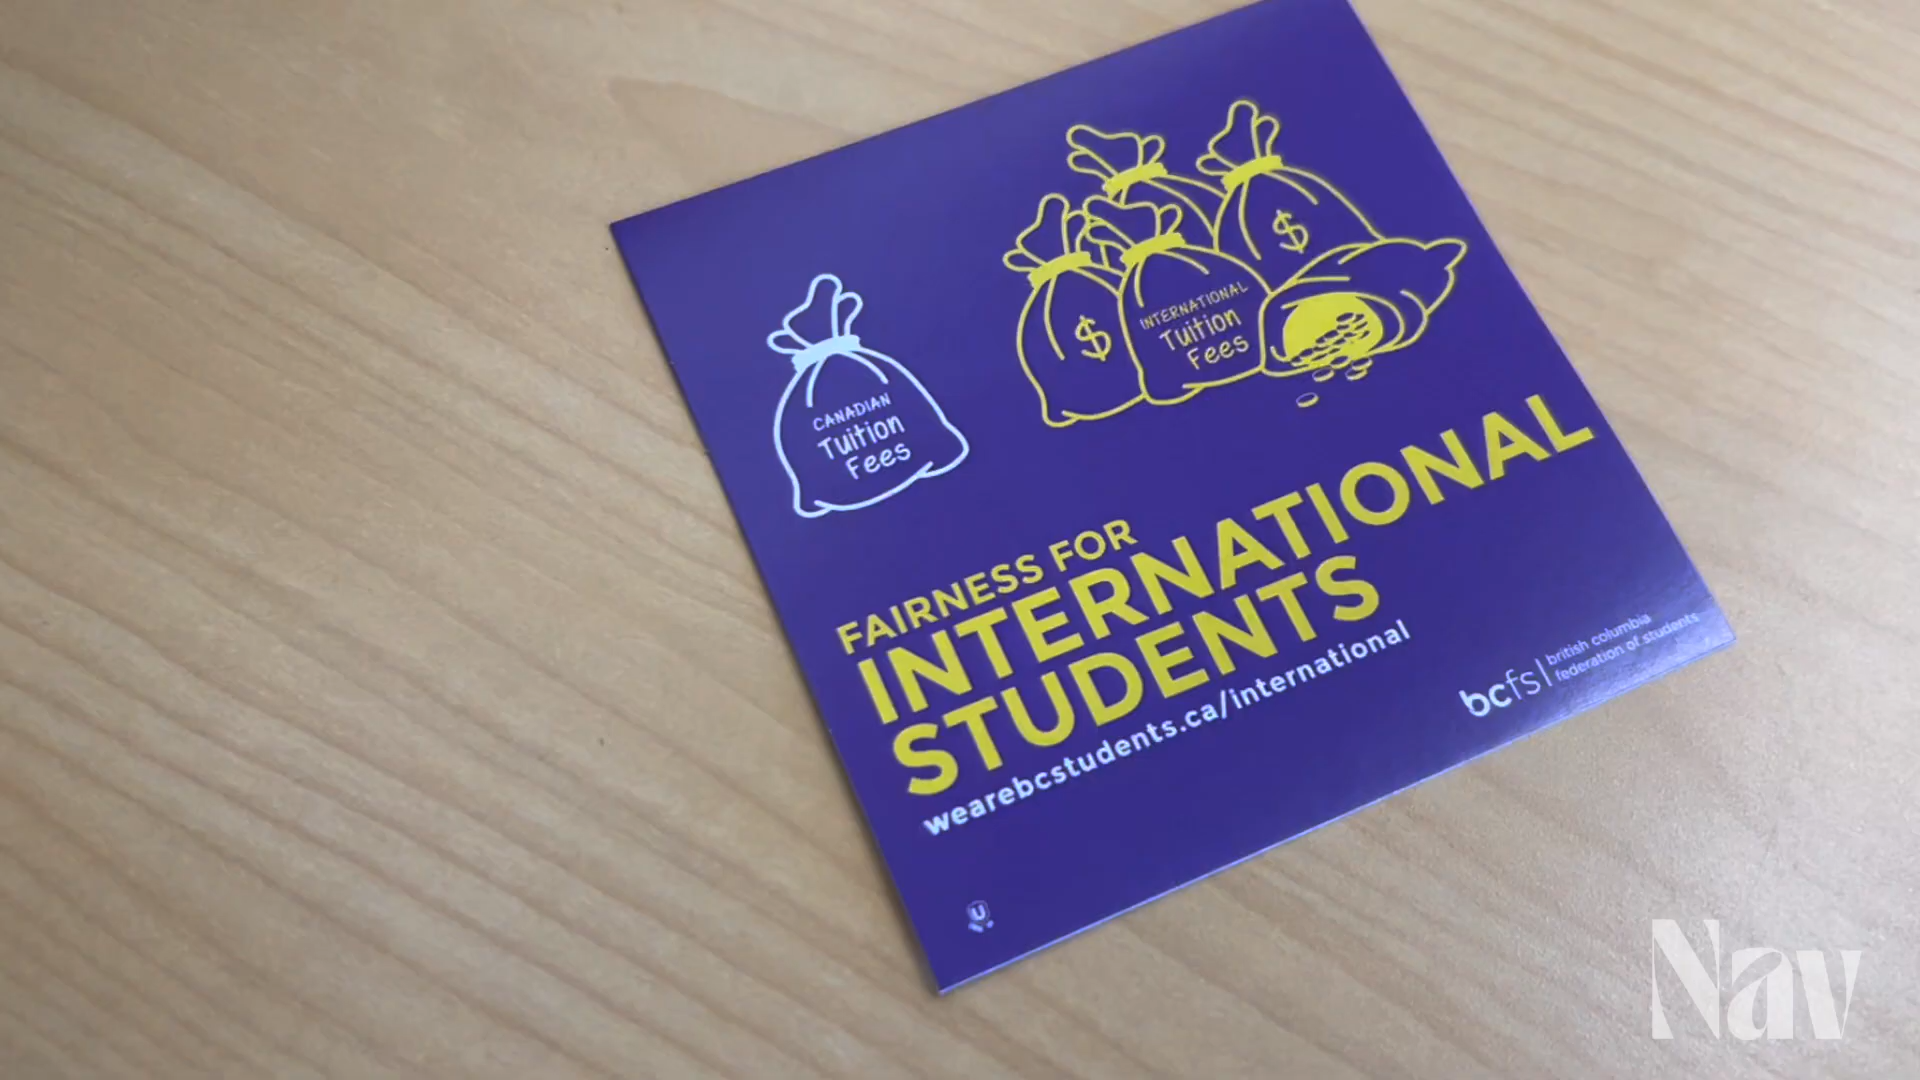 CANADIAN
Tuition
Fees
$
$
INTERNATIONAL
Tuition
Fees
FAIRNESS FOR
INTERNATIONAL
STUDENTS
wearebcstudents.ca/international
bcfs
british columbia
federation of students
U
Nav